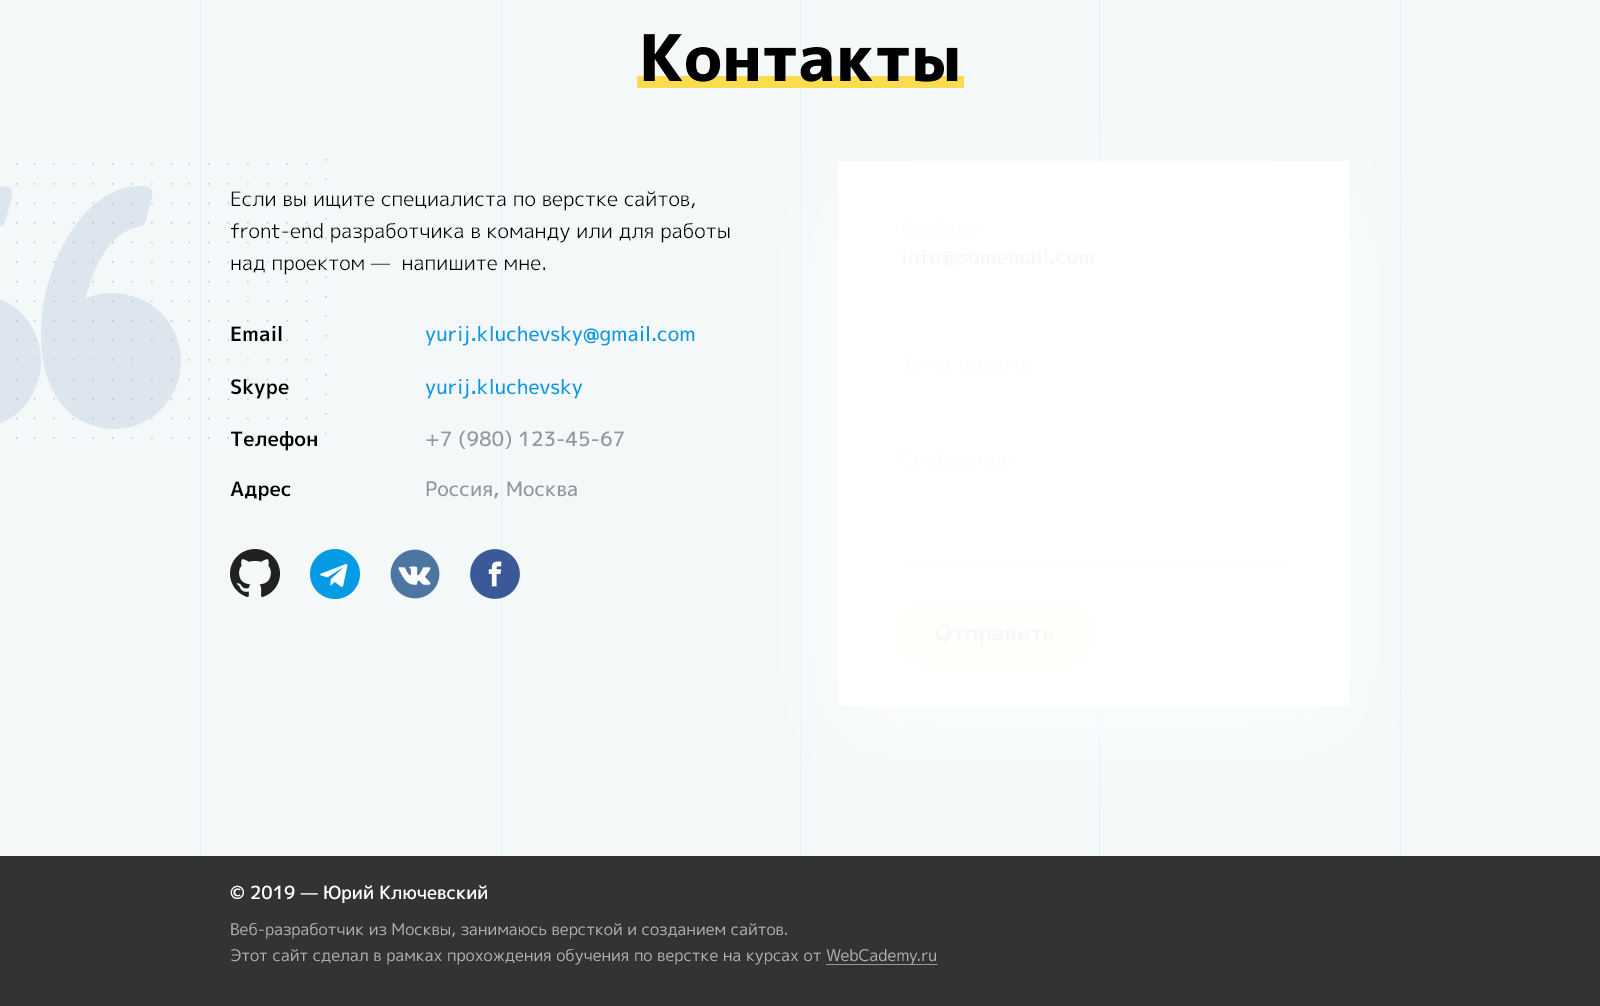 Контакты
Если вы ищите специалиста по верстке сайтов,
front-end разработчика в команду или для работы
над проектом — напишите мне.
Email yurij.kluchevsky@gmail.com
Skype yurij.kluchevsky
Телефон +7 (980) 123-45-67
Адрес Россия, Москва
info@somemail.com
Тема письма
Сообщение
Отправить
© 2019 — Юрий Ключевский
Веб-разработчик из Москвы, занимаюсь версткой и созданием сайтов.
Этот сайт сделал в рамках прохождения обучения по верстке на курсах от WebCademy.ru